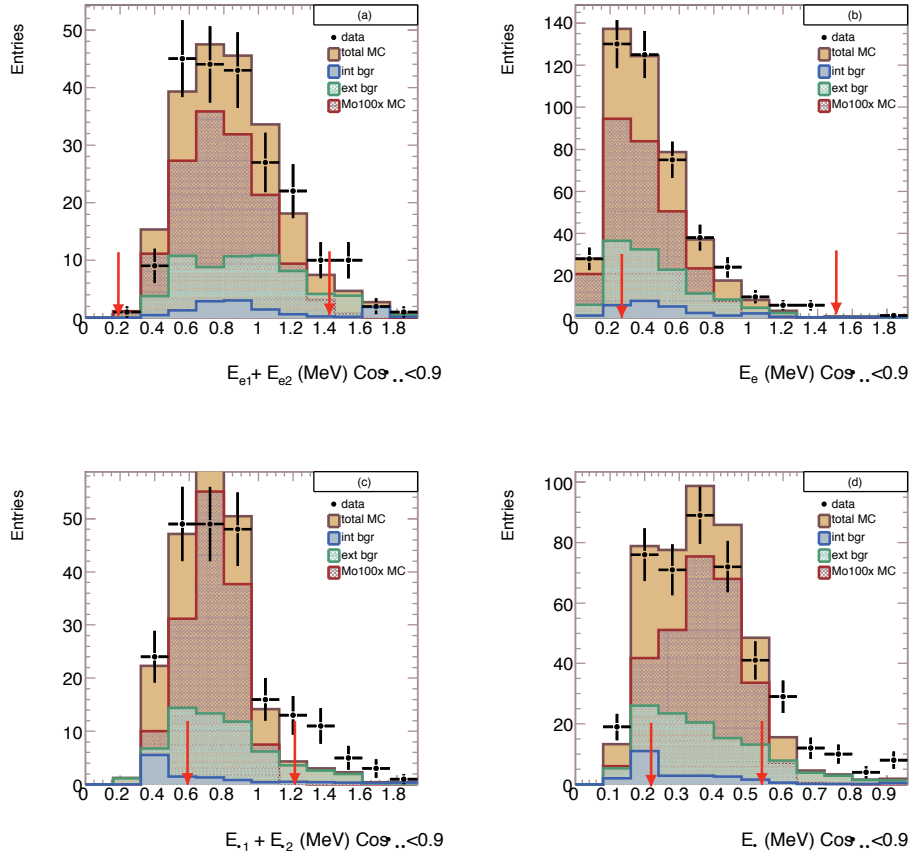 (a)
Entries
data
total MC
int bgr
ext bgr
Mo100x MC
50
40
30
20
10
0
0 0.2 0.4 0.6 0.8 1 1.2 1.4 1.6 1.8
E_e1 + E_e2 (MeV) Cos•..<0.9
(b)
Entries
data
total MC
int bgr
ext bgr
Mo100x MC
140
120
100
80
60
40
20
0
0.2 0.4 0.6 0.8 1 1.2 1.4 1.6 1.8
E_e (MeV) Cos•..<0.9
(c)
Entries
data
total MC
int bgr
ext bgr
Mo100x MC
50
40
30
20
10
0
0 0.2 0.4 0.6 0.8 1 1.2 1.4 1.6 1.8
E_•1 + E_•2 (MeV) Cos•..<0.9
(d)
Entries
data
total MC
int bgr
ext bgr
Mo100x MC
100
80
60
40
20
0
0 0.1 0.2 0.3 0.4 0.5 0.6 0.7 0.8 0.9
E_• (MeV) Cos•..<0.9